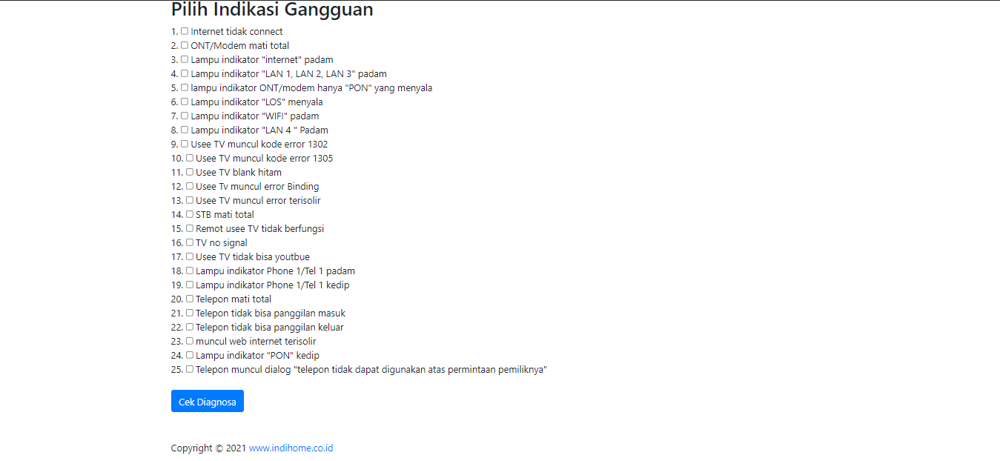 Pilih Indikasi Gangguan
1. Internet tidak connect
2. ONT/Modem mati total
3. Lampu indikator "internet" padam
4. Lampu indikator "LAN 1, LAN 2, LAN 3" padam
5. lampu indikator ONT/modem hanya "PON" yang menyala
6. Lampu indikator "LOS" menyala
7. Lampu indikator "WIFI" padam
8. Lampu indikator "LAN 4 " Padam
9. Usee TV muncul kode error 1302
10. Usee TV muncul kode error 1305
11. Usee TV blank hitam
12. Usee Tv muncul error Binding
13. Usee TV muncul error terisolir
14. STB mati total
15. Remot usee TV tidak berfungsi
16. TV no signal
17. Usee TV tidak bisa youtbue
18. Lampu indikator Phone 1/Tel 1 padam
19. Lampu indikator Phone 1/Tel 1 kedip
20. Telepon mati total
21. Telepon tidak bisa panggilan masuk
22. Telepon tidak bisa panggilan keluar
23. muncul web internet terisolir
24. Lampu indikator "PON" kedip
25. Telepon muncul dialog "telepon tidak dapat digunakan atas permintaan pemiliknya"
Cek Diagnosa
Copyright © 2021 www.indihome.co.id